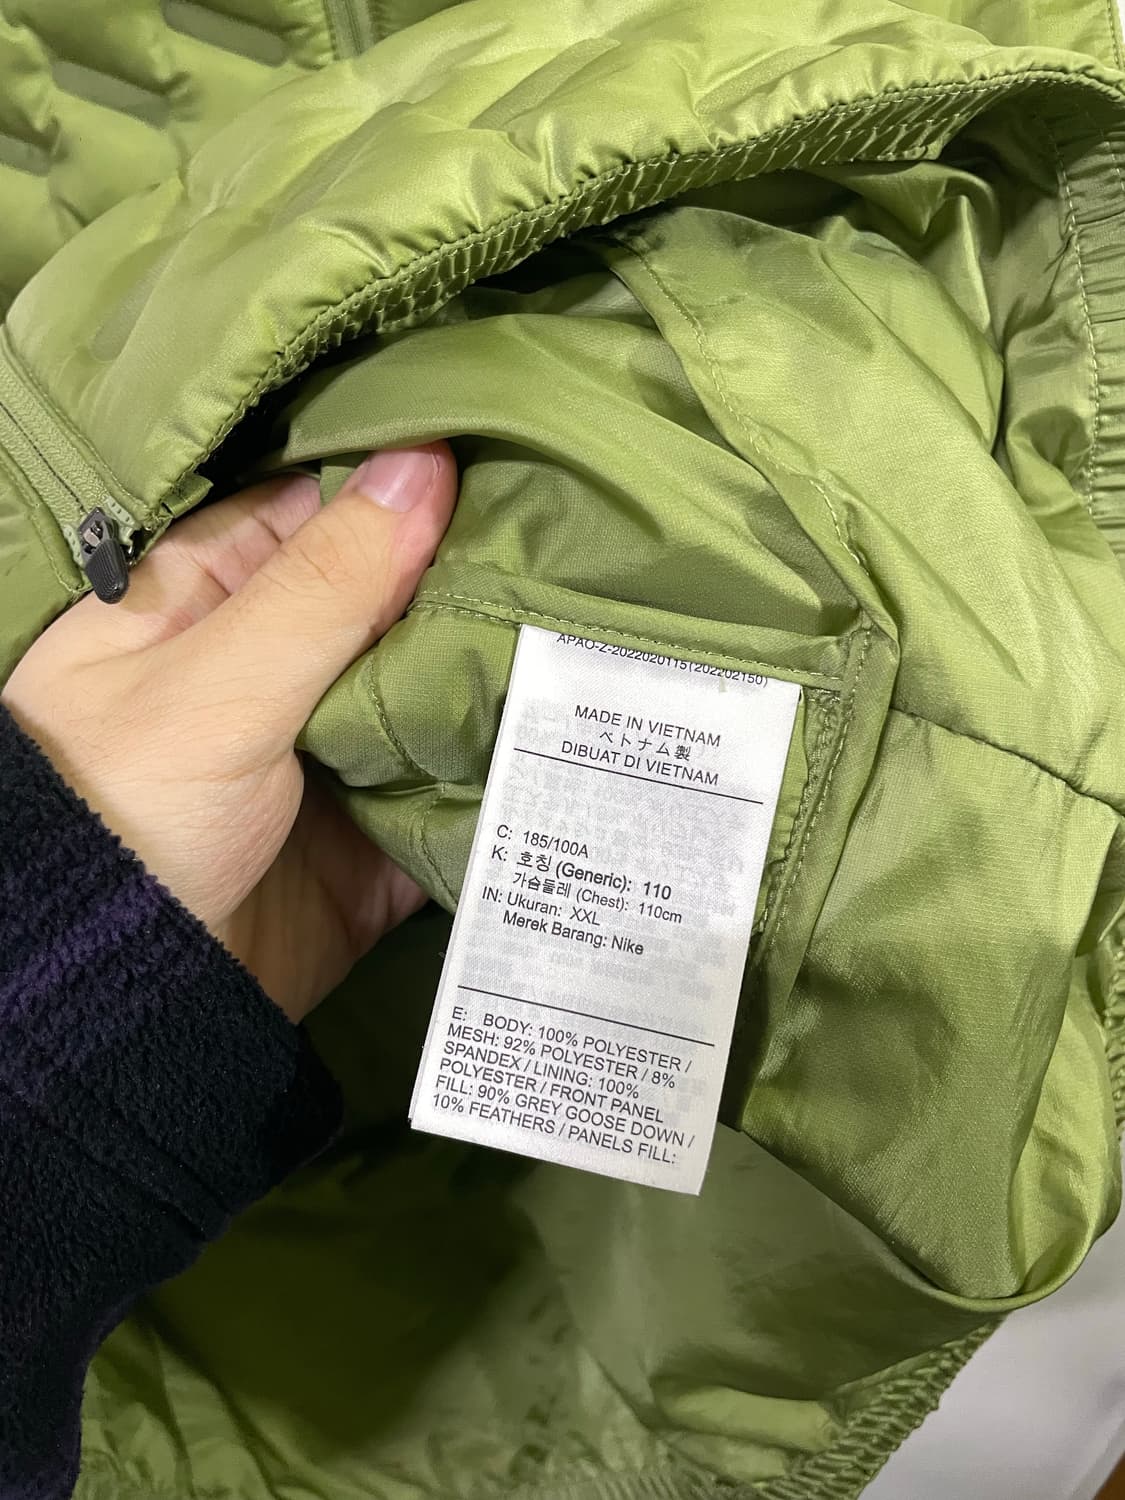 APAO-Z-2022020115(202202150)
MADE IN VIETNAM
ベトナム製
DIBUAT DI VIETNAM
C: 185/100A
K: 호칭 (Generic): 110
가슴둘레 (Chest): 110cm
IN: Ukuran: XXL
Merek Barang: Nike
E: BODY: 100% POLYESTER /
MESH: 92% POLYESTER / 8%
SPANDEX / LINING: 100%
POLYESTER / FRONT PANEL
FILL: 90% GREY GOOSE DOWN /
10% FEATHERS / PANELS FILL: